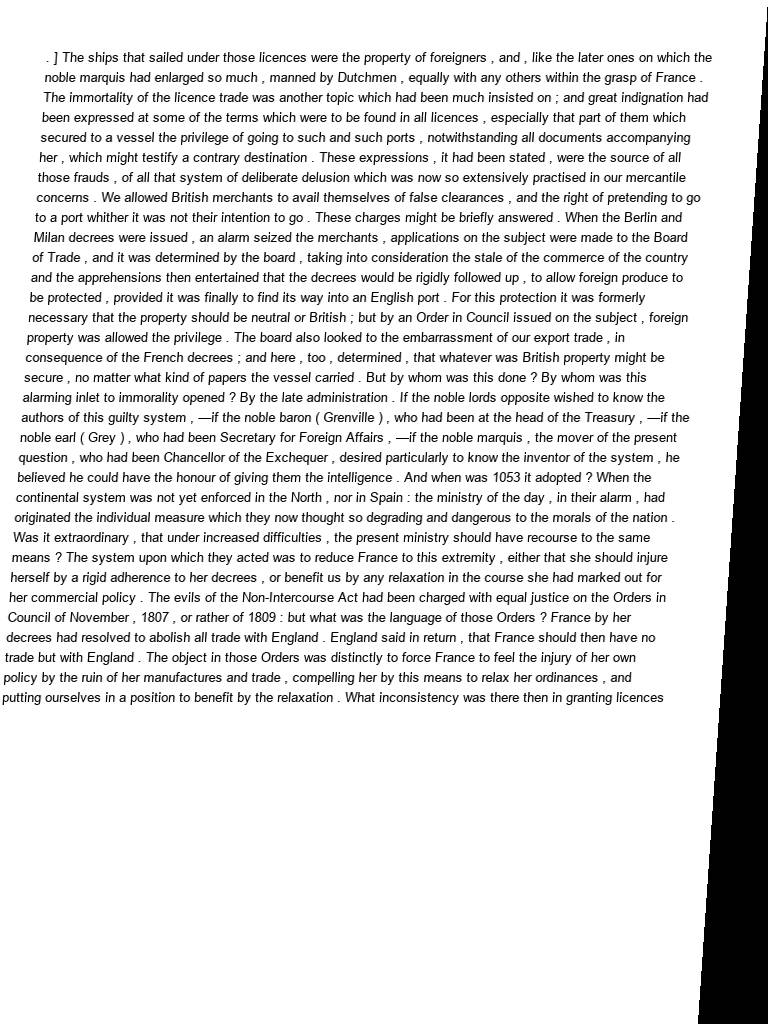 . ] The ships that sailed under those licences were the property of foreigners , and , like the later ones on which the
noble marquis had enlarged so much , manned by Dutchmen , equally with any others within the grasp of France .
The immortality of the licence trade was another topic which had been much insisted on ; and great indignation had
been expressed at some of the terms which were to be found in all licences , especially that part of them which
secured to a vessel the privilege of going to such and such ports , notwithstanding all documents accompanying
her , which might testify a contrary destination . These expressions , it had been stated , were the source of all
those frauds , of all that system of deliberate delusion which was now so extensively practised in our mercantile
concerns . We allowed British merchants to avail themselves of false clearances , and the right of pretending to go
to a port whither it was not their intention to go . These charges might be briefly answered . When the Berlin and
Milan decrees were issued , an alarm seized the merchants , applications on the subject were made to the Board
of Trade , and it was determined by the board , taking into consideration the stale of the commerce of the country
and the apprehensions then entertained that the decrees would be rigidly followed up , to allow foreign produce to
be protected , provided it was finally to find its way into an English port . For this protection it was formerly
necessary that the property should be neutral or British ; but by an Order in Council issued on the subject , foreign
property was allowed the privilege . The board also looked to the embarrassment of our export trade , in
consequence of the French decrees ; and here , too , determined , that whatever was British property might be
secure , no matter what kind of papers the vessel carried . But by whom was this done ? By whom was this
alarming inlet to immorality opened ? By the late administration . If the noble lords opposite wished to know the
authors of this guilty system , —if the noble baron ( Grenville ) , who had been at the head of the Treasury , —if the
noble earl ( Grey ) , who had been Secretary for Foreign Affairs , —if the noble marquis , the mover of the present
question , who had been Chancellor of the Exchequer , desired particularly to know the inventor of the system , he
believed he could have the honour of giving them the intelligence . And when was 1053 it adopted ? When the
continental system was not yet enforced in the North , nor in Spain : the ministry of the day , in their alarm , had
originated the individual measure which they now thought so degrading and dangerous to the morals of the nation .
Was it extraordinary , that under increased difficulties , the present ministry should have recourse to the same
means ? The system upon which they acted was to reduce France to this extremity , either that she should injure
herself by a rigid adherence to her decrees , or benefit us by any relaxation in the course she had marked out for
her commercial policy . The evils of the Non-Intercourse Act had been charged with equal justice on the Orders in
Council of November , 1807 , or rather of 1809 : but what was the language of those Orders ? France by her
decrees had resolved to abolish all trade with England . England said in return , that France should then have no
trade but with England . The object in those Orders was distinctly to force France to feel the injury of her own
policy by the ruin of her manufactures and trade , compelling her by this means to relax her ordinances , and
putting ourselves in a position to benefit by the relaxation . What inconsistency was there then in granting licences